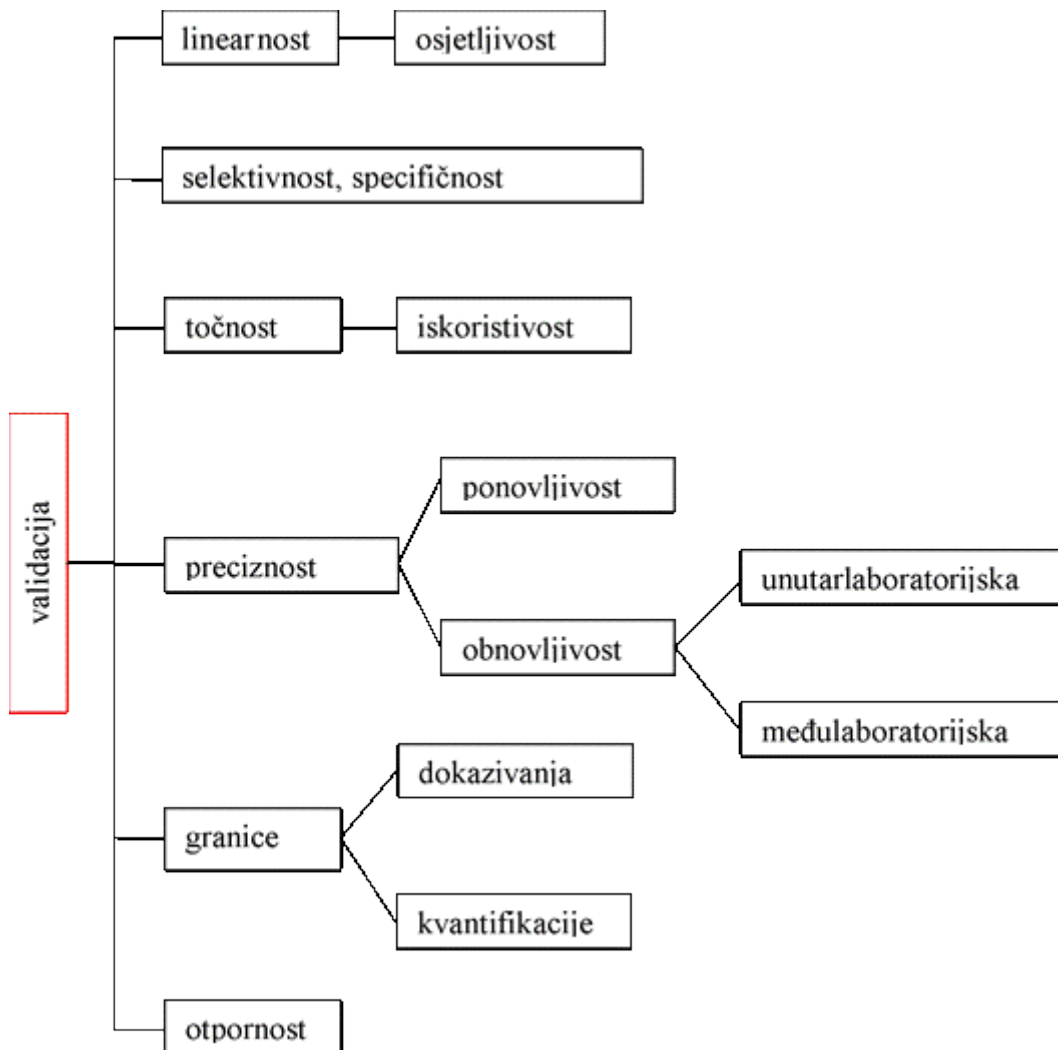 linearnost
osjetljivost
selektivnost, specifičnost
točnost
iskoristivost
validacija
preciznost
ponovljivost
obnovljivost
unutarlaboratorijska
međulaboratorijska
granice
dokazivanja
kvantifikacije
otpornost